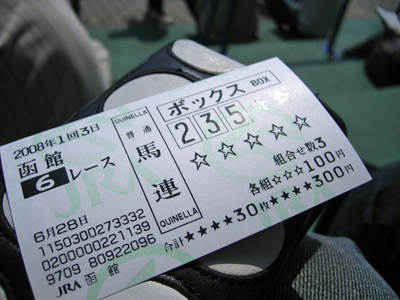 2008年1回3日
函館
6レース
6月28日
1150300273332
0200000221139
9709 80922096
JRA 函館
QUINELLA
普通
馬連
QUINELLA
ボックス BOX
2 3 5 ☆ ☆
☆ ☆ ☆ ☆ ☆
組合せ数3
各組☆☆☆100円
合計 ★★★★30枚★★★★300円
JRA